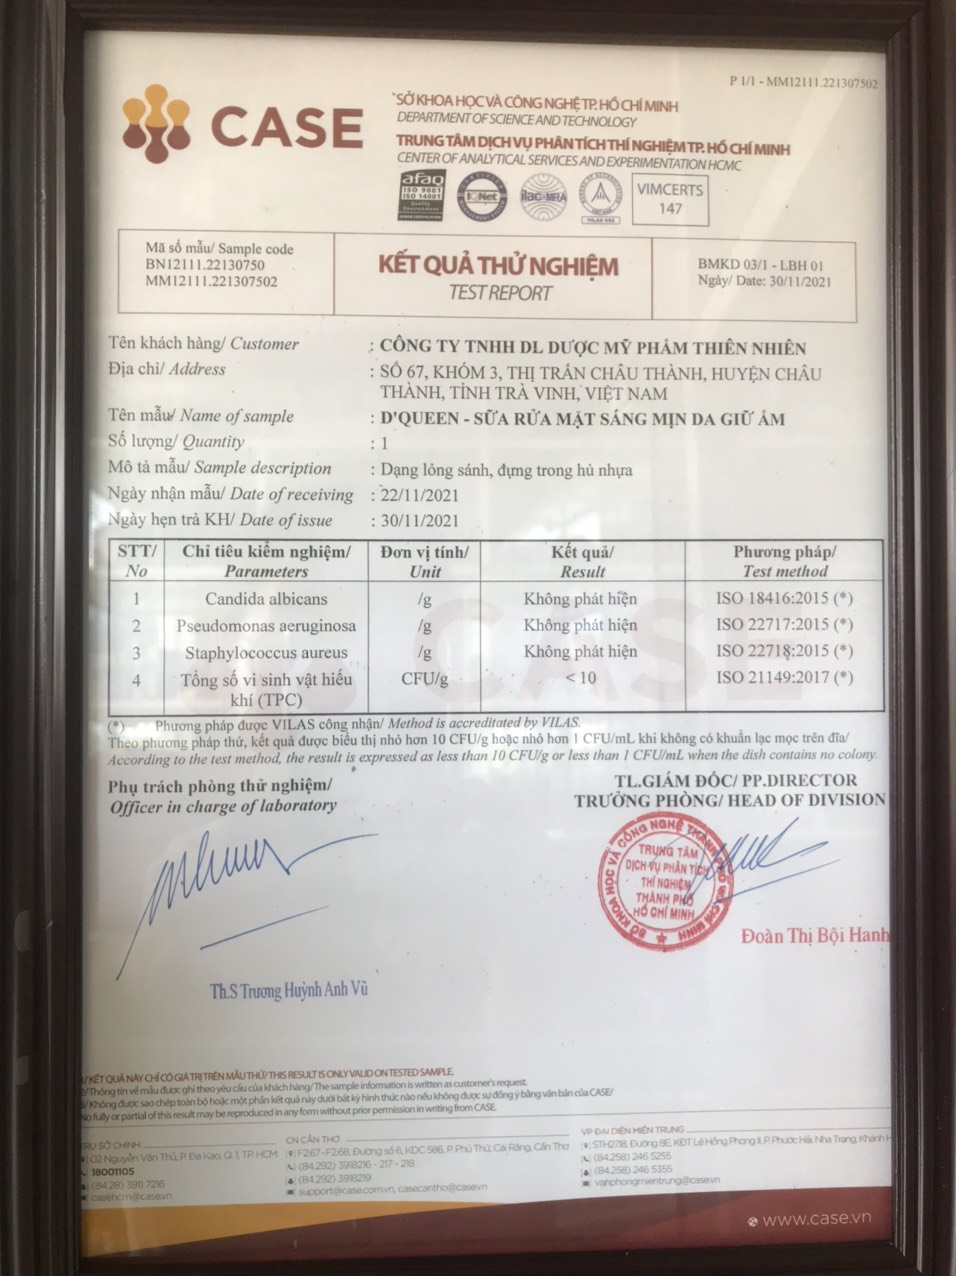 P 1/1 - MM12111.221307502
CASE
SỞ KHOA HỌC VÀ CÔNG NGHỆ TP. HỒ CHÍ MINH
DEPARTMENT OF SCIENCE AND TECHNOLOGY
TRUNG TÂM DỊCH VỤ PHÂN TÍCH THÍ NGHIỆM TP. HỒ CHÍ MINH
CENTER OF ANALYTICAL SERVICES AND EXPERIMENTATION HCMC
afaq
ISO 9001
ISO 14001
Quality
Environnement
IQNet
ilac-MRA
VIMCERTS
147
Mã số mẫu/ Sample code
BN12111.22130750
MM12111.221307502
KẾT QUẢ THỬ NGHIỆM
TEST REPORT
BMKD 03/1 - LBH 01
Ngày/ Date: 30/11/2021
Tên khách hàng/ Customer : CÔNG TY TNHH DL DƯỢC MỸ PHẨM THIÊN NHIÊN
Địa chỉ/ Address : SỐ 67, KHÓM 3, THỊ TRẤN CHÂU THÀNH, HUYỆN CHÂU
THÀNH, TỈNH TRÀ VINH, VIỆT NAM
Tên mẫu/ Name of sample : D'QUEEN - SỮA RỬA MẶT SÁNG MỊN DA GIỮ ẨM
Số lượng/ Quantity : 1
Mô tả mẫu/ Sample description : Dạng lỏng sánh, đựng trong hủ nhựa
Ngày nhận mẫu/ Date of receiving : 22/11/2021
Ngày hẹn trả KH/ Date of issue : 30/11/2021
STT/ Chỉ tiêu kiểm nghiệm/ Đơn vị tính/ Kết quả/ Phương pháp/
No Parameters Unit Result Test method
1 Candida albicans /g Không phát hiện ISO 18416:2015 (*)
2 Pseudomonas aeruginosa /g Không phát hiện ISO 22717:2015 (*)
3 Staphylococcus aureus /g Không phát hiện ISO 22718:2015 (*)
4 Tổng số vi sinh vật hiếu CFU/g < 10 ISO 21149:2017 (*)
khí (TPC)
(*) Phương pháp được VILAS công nhận/ Method is accreditated by VILAS.
Theo phương pháp thử, kết quả được biểu thị nhỏ hơn 10 CFU/g hoặc nhỏ hơn 1 CFU/mL khi không có khuẩn lạc mọc trên đĩa/
According to the test method, the result is expressed as less than 10 CFU/g or less than 1 CFU/mL when the dish contains no colony.
Phụ trách phòng thử nghiệm/
Officer in charge of laboratory
TL.GIÁM ĐỐC/ PP.DIRECTOR
TRƯỞNG PHÒNG/ HEAD OF DIVISION
SỞ KHOA HỌC VÀ CÔNG NGHỆ THÀNH PHỐ HỒ CHÍ MINH
TRUNG TÂM
DỊCH VỤ PHÂN TÍCH
THÍ NGHIỆM
THÀNH PHỐ
HỒ CHÍ MINH
Đoàn Thị Bội Hanh
Th.S Trương Huỳnh Anh Vũ
1/ KẾT QUẢ NÀY CHỈ CÓ GIÁ TRỊ TRÊN MẪU THỬ/ THIS RESULT IS ONLY VALID ON TESTED SAMPLE.
2/ Thông tin về mẫu được ghi theo yêu cầu của khách hàng/ The sample information is written as customer's request.
3/ Không được sao chép toàn bộ hoặc một phần kết quả này dưới bất kỳ hình thức nào nếu không được sự đồng ý bằng văn bản của CASE/
No fully or partial of this result may be reproduced in any form without prior permission in writing from CASE.
TRỤ SỞ CHÍNH
02 Nguyễn Văn Thủ, P. Đa Kao, Q. 1, TP. HCM
18001105
(84.28) 3911 7216
casehcm@case.vn
CN CẦN THƠ
F2.67 - F2.68, Đường số 6, KDC 586, P. Phú Thứ, Cái Răng, Cần Thơ
(84.292) 3918216 - 217 - 218
(84.292) 3918219
support@case.com.vn, casecantho@case.vn
VP ĐẠI DIỆN MIỀN TRUNG
STH27.18, Đường 8E, KĐT Lê Hồng Phong II, P. Phước Hải, Nha Trang, Khánh H
(84.258) 246 5255
(84.258) 246 5355
vanphongmientrung@case.vn
www.case.vn